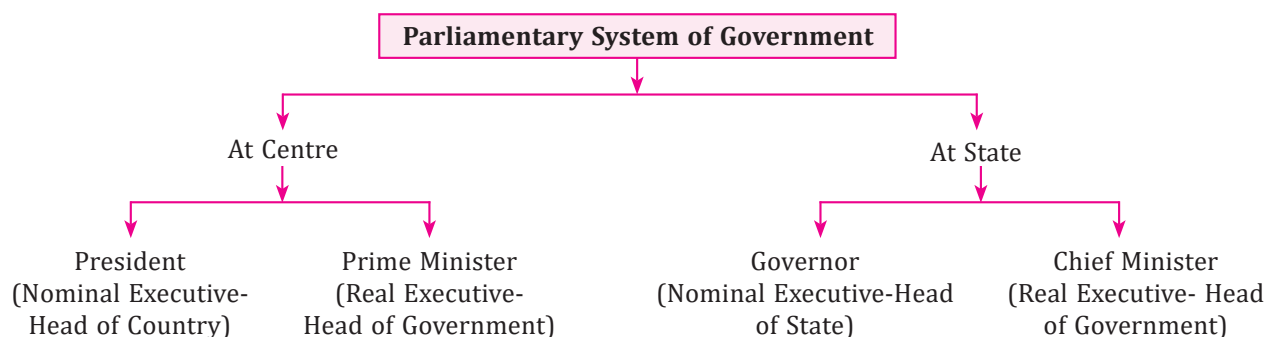 Parliamentary System of Government
At Centre
At State
President
(Nominal Executive-
Head of Country)
Prime Minister
(Real Executive-
Head of Government)
Governor
(Nominal Executive-Head
of State)
Chief Minister
(Real Executive- Head
of Government)